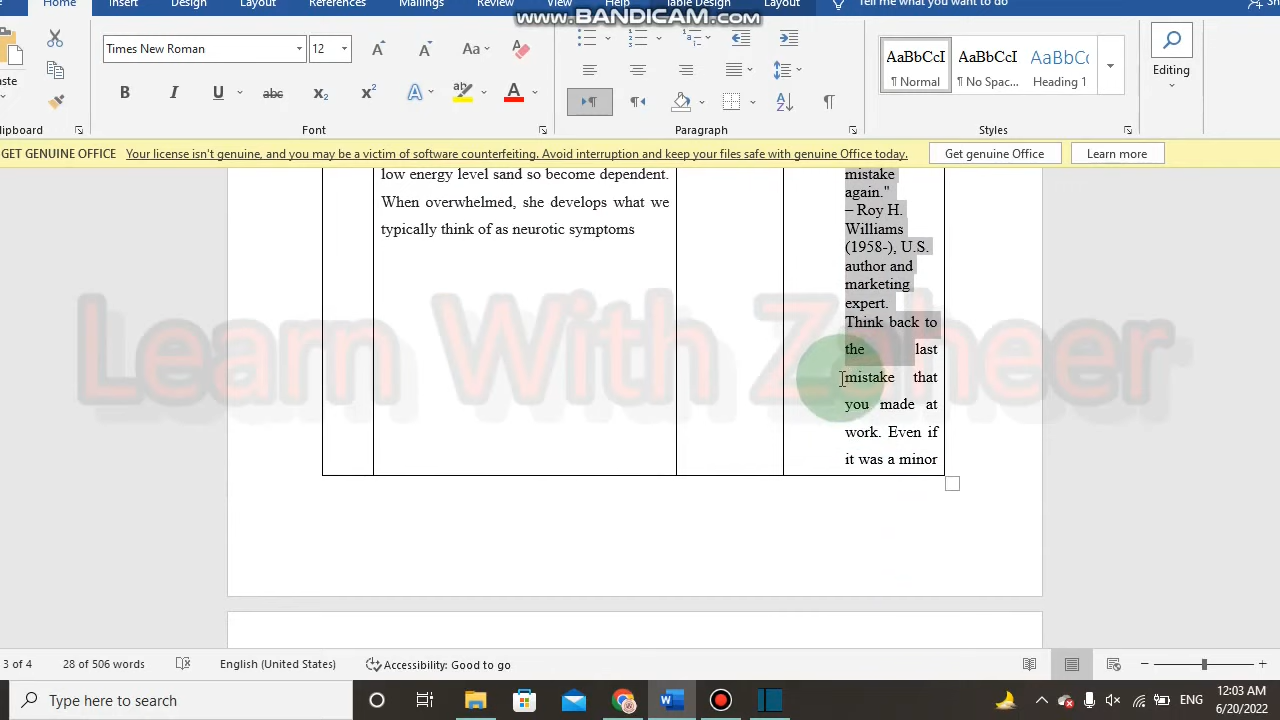 Home Insert Design Layout References Mailings Review View Help Table Design Layout Tell me what you want to do
www.BANDICAM.com
Times New Roman 12 Aa
B I U abc x₂ x² A A
AaBbCcI AaBbCcI AaBbCc
¶ Normal ¶ No Spac... Heading 1
Editing
Font Paragraph Styles
GET GENUINE OFFICE Your license isn't genuine, and you may be a victim of software counterfeiting. Avoid interruption and keep your files safe with genuine Office today. Get genuine Office Learn more
low energy level sand so become dependent.
When overwhelmed, she develops what we
typically think of as neurotic symptoms
mistake
again."
– Roy H.
Williams
(1958-), U.S.
author and
marketing
expert.
Think back to
the last
mistake that
you made at
work. Even if
it was a minor
Learn With Zaheer
3 of 4 28 of 506 words English (United States) Accessibility: Good to go
Type here to search
ENG
12:03 AM
6/20/2022